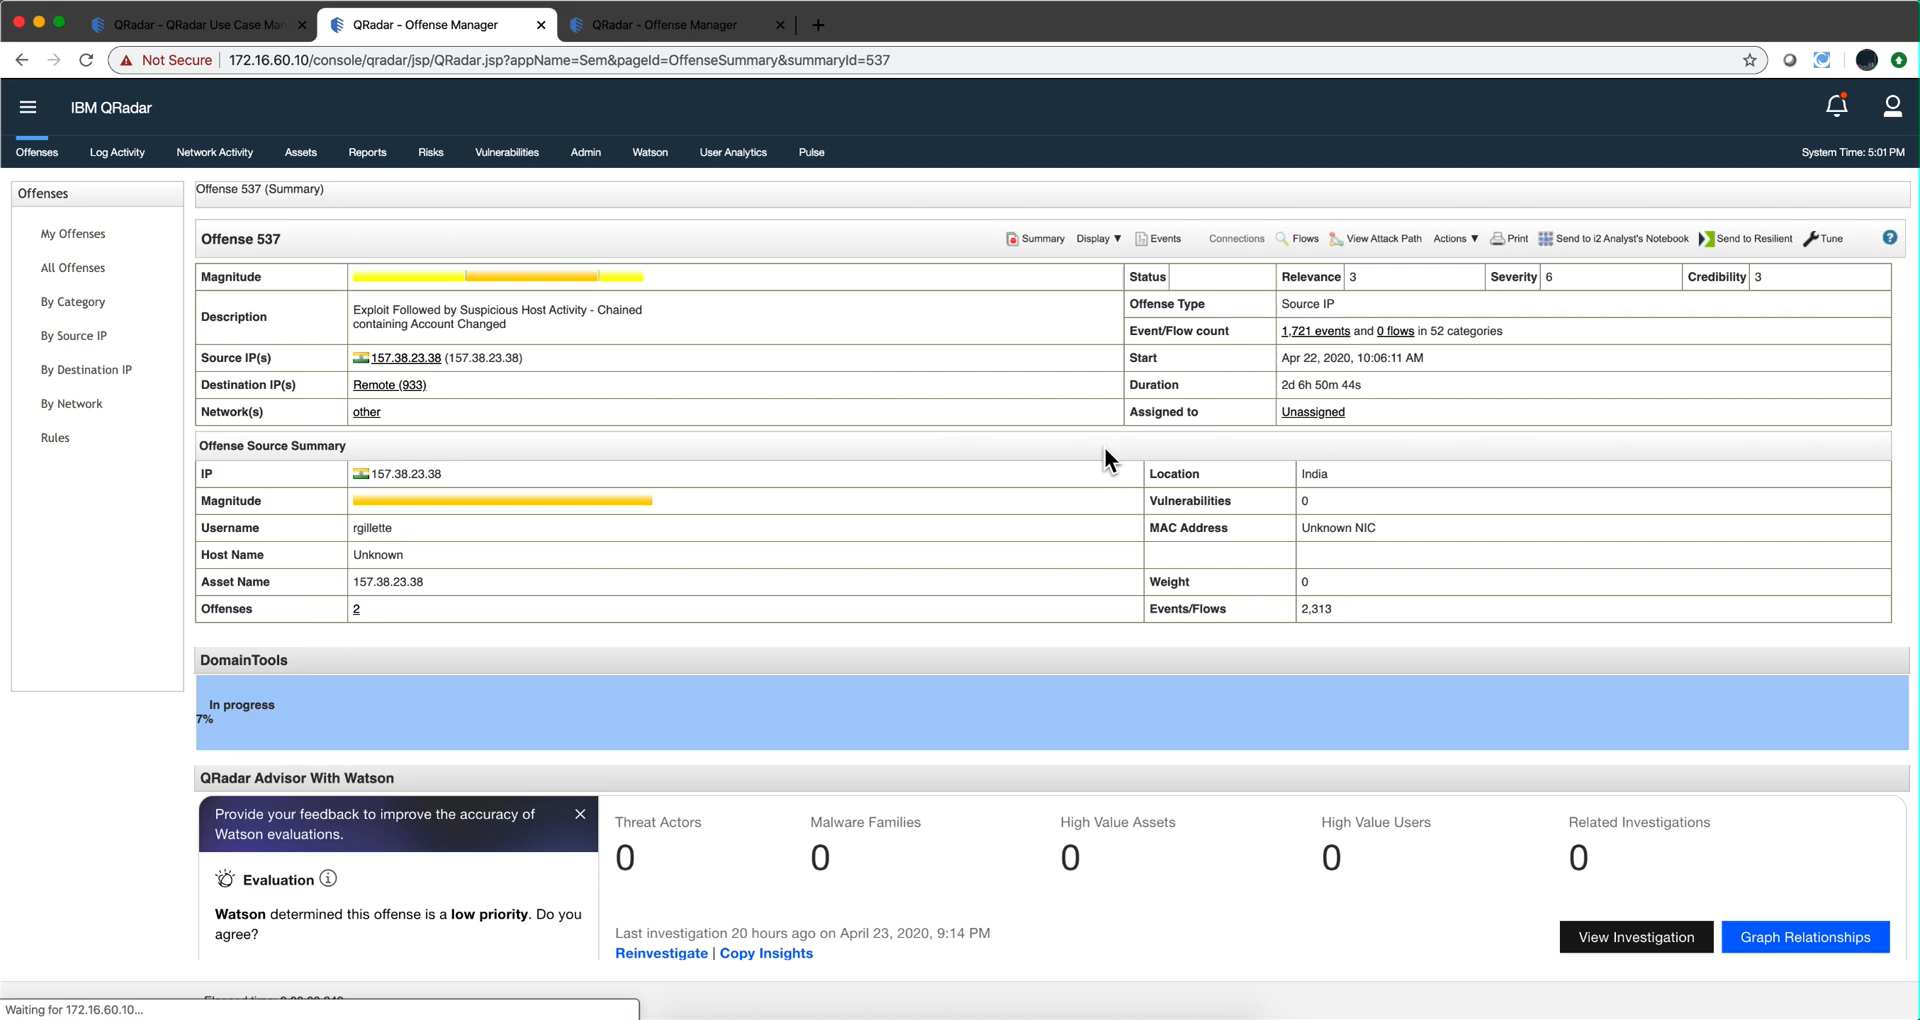 QRadar - QRadar Use Case Man
QRadar - Offense Manager
QRadar - Offense Manager
Not Secure
172.16.60.10/console/qradar/jsp/QRadar.jsp?appName=Sem&pageId=OffenseSummary&summaryId=537
IBM QRadar
Offenses Log Activity Network Activity Assets Reports Risks Vulnerabilities Admin Watson User Analytics Pulse System Time: 5:01 PM
Offenses
My Offenses
All Offenses
By Category
By Source IP
By Destination IP
By Network
Rules
Offense 537 (Summary)
Offense 537 Summary Display ▼ Events Connections Flows View Attack Path Actions ▼ Print Send to i2 Analyst's Notebook Send to Resilient Tune ?
Magnitude Status Relevance 3 Severity 6 Credibility 3
Description Exploit Followed by Suspicious Host Activity - Chained
containing Account Changed
Offense Type Source IP
Event/Flow count 1,721 events and 0 flows in 52 categories
Source IP(s) 157.38.23.38 (157.38.23.38) Start Apr 22, 2020, 10:06:11 AM
Destination IP(s) Remote (933) Duration 2d 6h 50m 44s
Network(s) other Assigned to Unassigned
Offense Source Summary
IP 157.38.23.38 Location India
Magnitude Vulnerabilities 0
Username rgillette MAC Address Unknown NIC
Host Name Unknown
Asset Name 157.38.23.38 Weight 0
Offenses 2 Events/Flows 2,313
DomainTools
In progress
7%
QRadar Advisor With Watson
Provide your feedback to improve the accuracy of
Watson evaluations.
Evaluation
Watson determined this offense is a low priority. Do you
agree?
Threat Actors Malware Families High Value Assets High Value Users Related Investigations
0 0 0 0 0
Last investigation 20 hours ago on April 23, 2020, 9:14 PM
Reinvestigate | Copy Insights
View Investigation Graph Relationships
Waiting for 172.16.60.10...